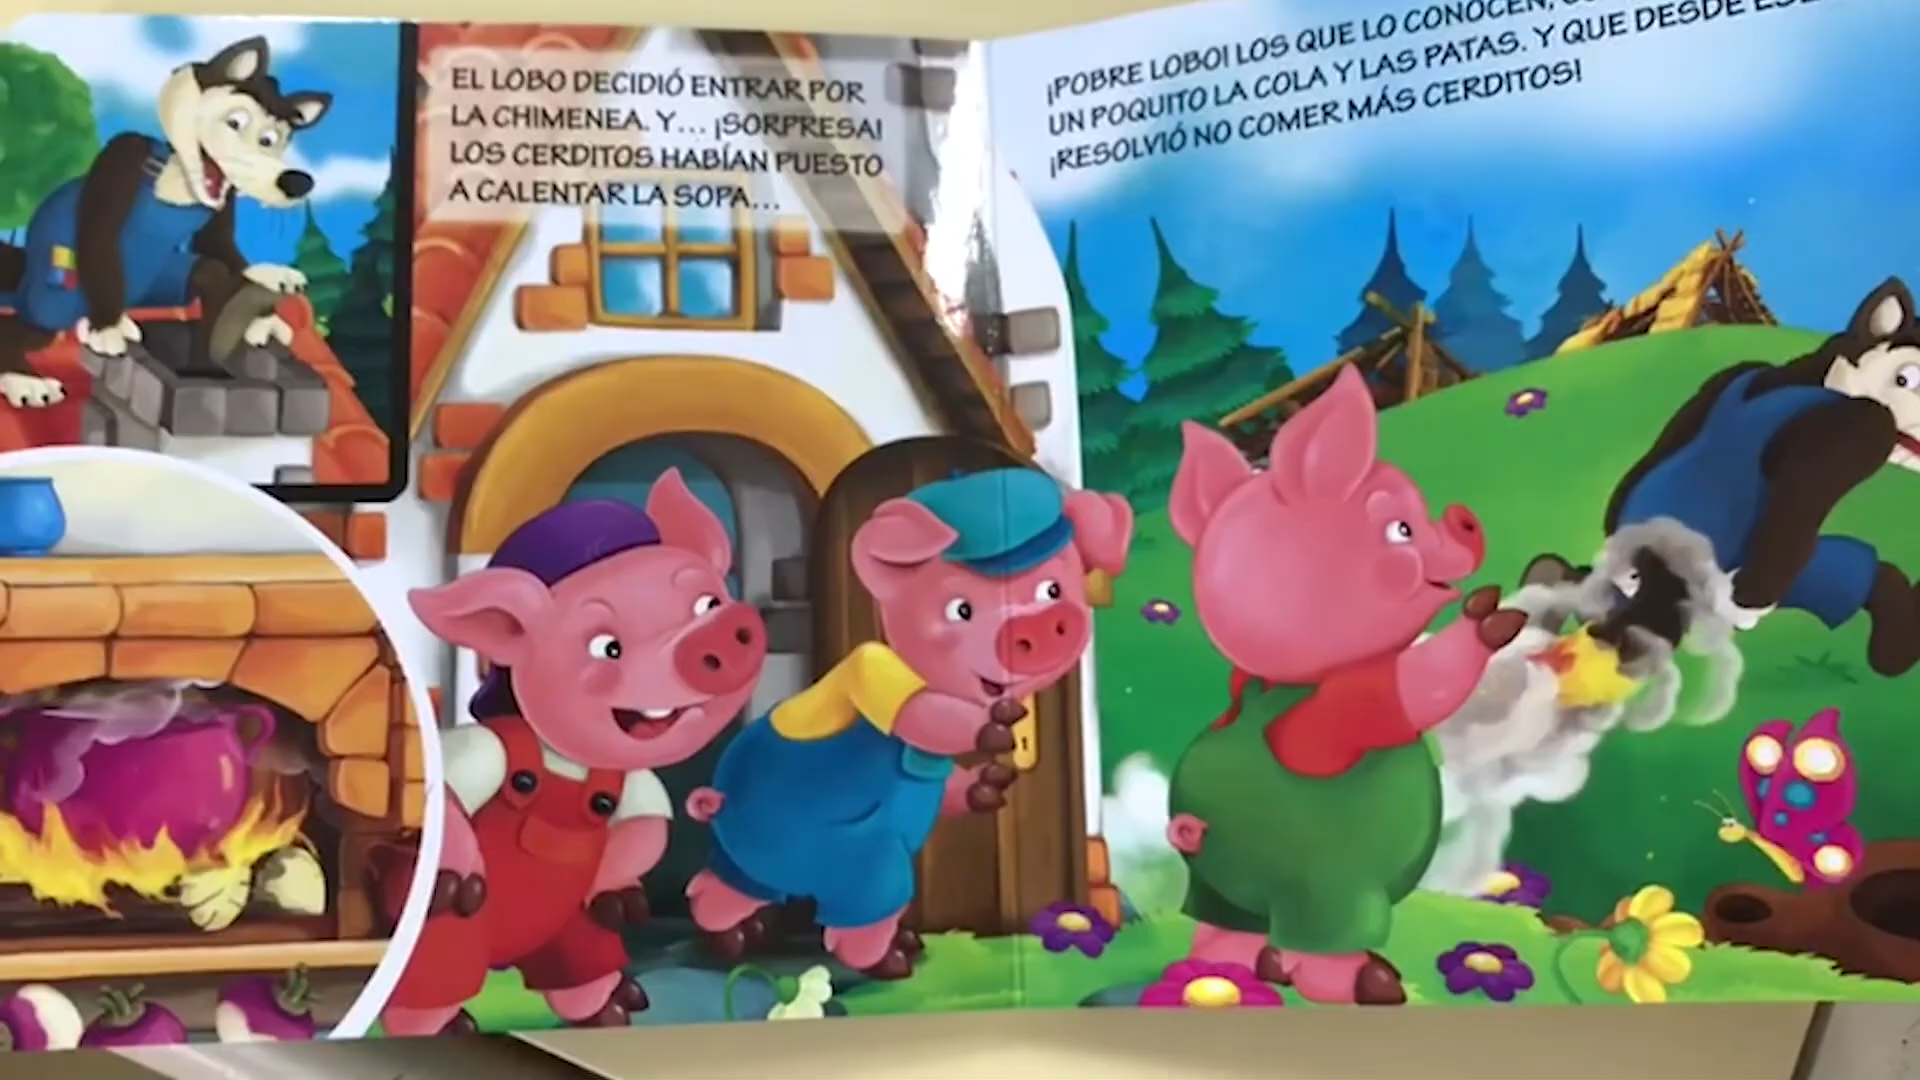 EL LOBO DECIDIÓ ENTRAR POR
LA CHIMENEA. Y... ¡SORPRESA!
LOS CERDITOS HABÍAN PUESTO
A CALENTAR LA SOPA...
¡POBRE LOBO! LOS QUE LO CONOCEN,
UN POQUITO LA COLA Y LAS PATAS. Y QUE DESDE
¡RESOLVIÓ NO COMER MÁS CERDITOS!
1